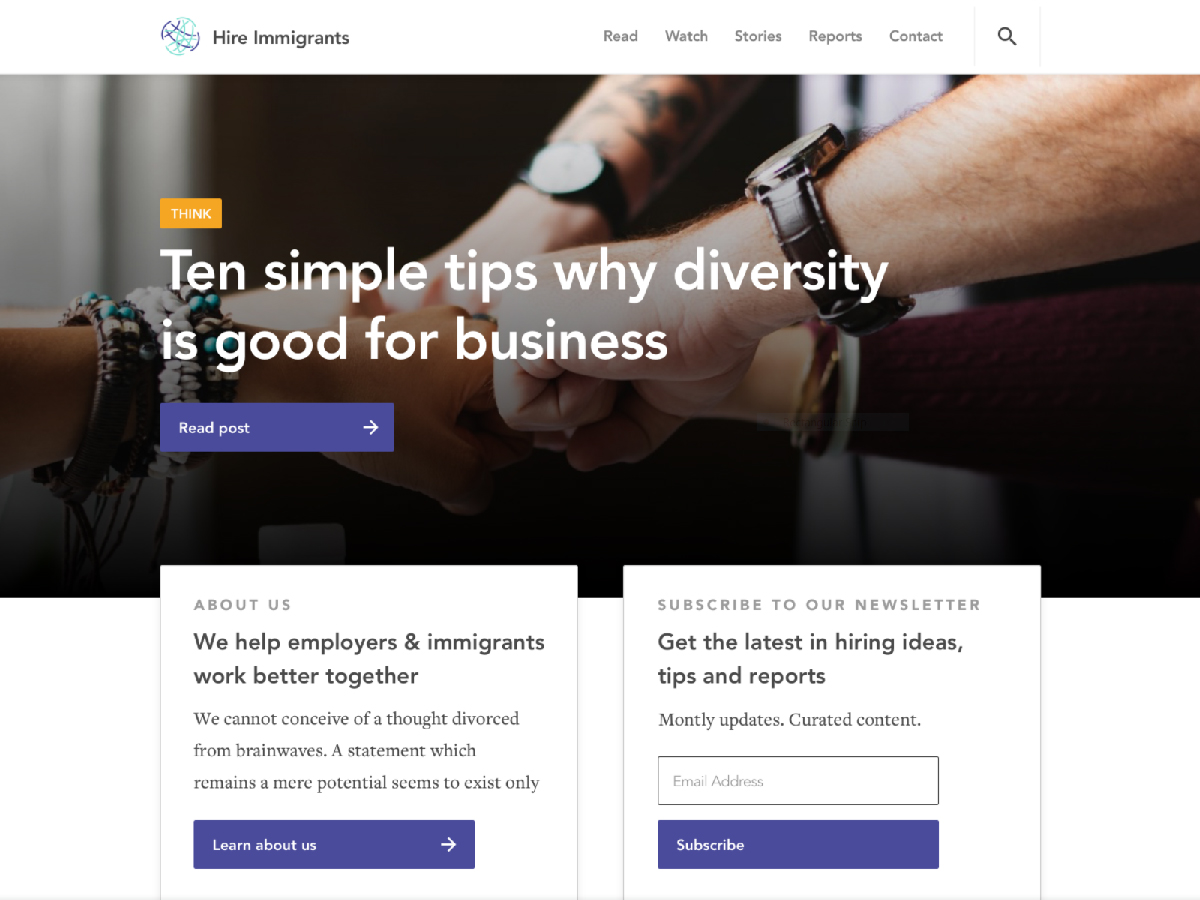 Hire Immigrants
Read
Watch
Stories
Reports
Contact
THINK
Ten simple tips why diversity
is good for business
Read post
ABOUT US
We help employers & immigrants
work better together
We cannot conceive of a thought divorced
from brainwaves. A statement which
remains a mere potential seems to exist only
Learn about us
SUBSCRIBE TO OUR NEWSLETTER
Get the latest in hiring ideas,
tips and reports
Montly updates. Curated content.
Email Address
Subscribe